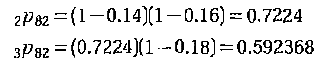 ₂p₈₂ = (1−0.14)(1−0.16) = 0.7224
₃p₈₂ = (0.7224)(1−0.18) = 0.592368